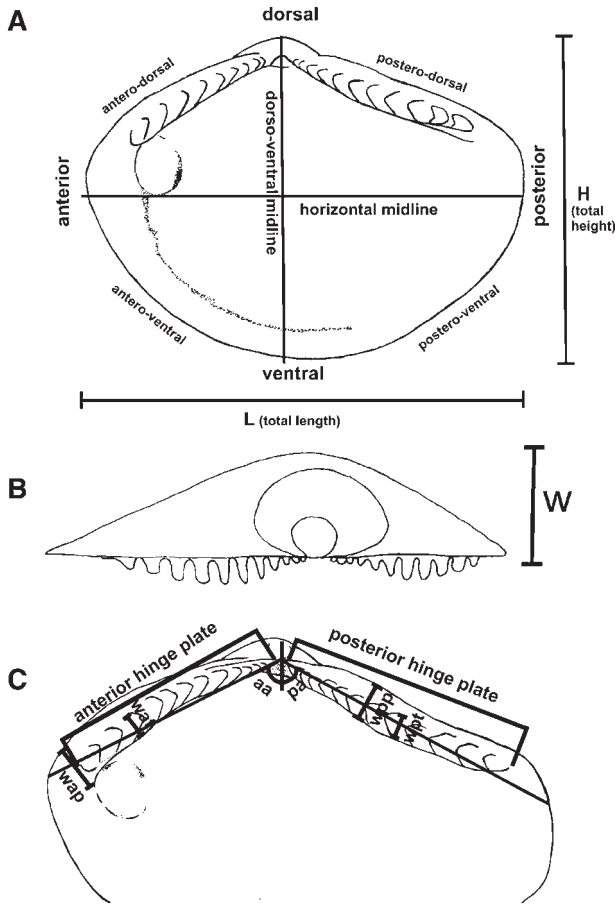 A
dorsal
antero-dorsal
postero-dorsal
anterior
dorso-ventral midline
horizontal midline
posterior
H
(total
height)
antero-ventral
postero-ventral
ventral
L (total length)
B
W
C
anterior hinge plate
posterior hinge plate
aa
pa
wpp
wpt
wap